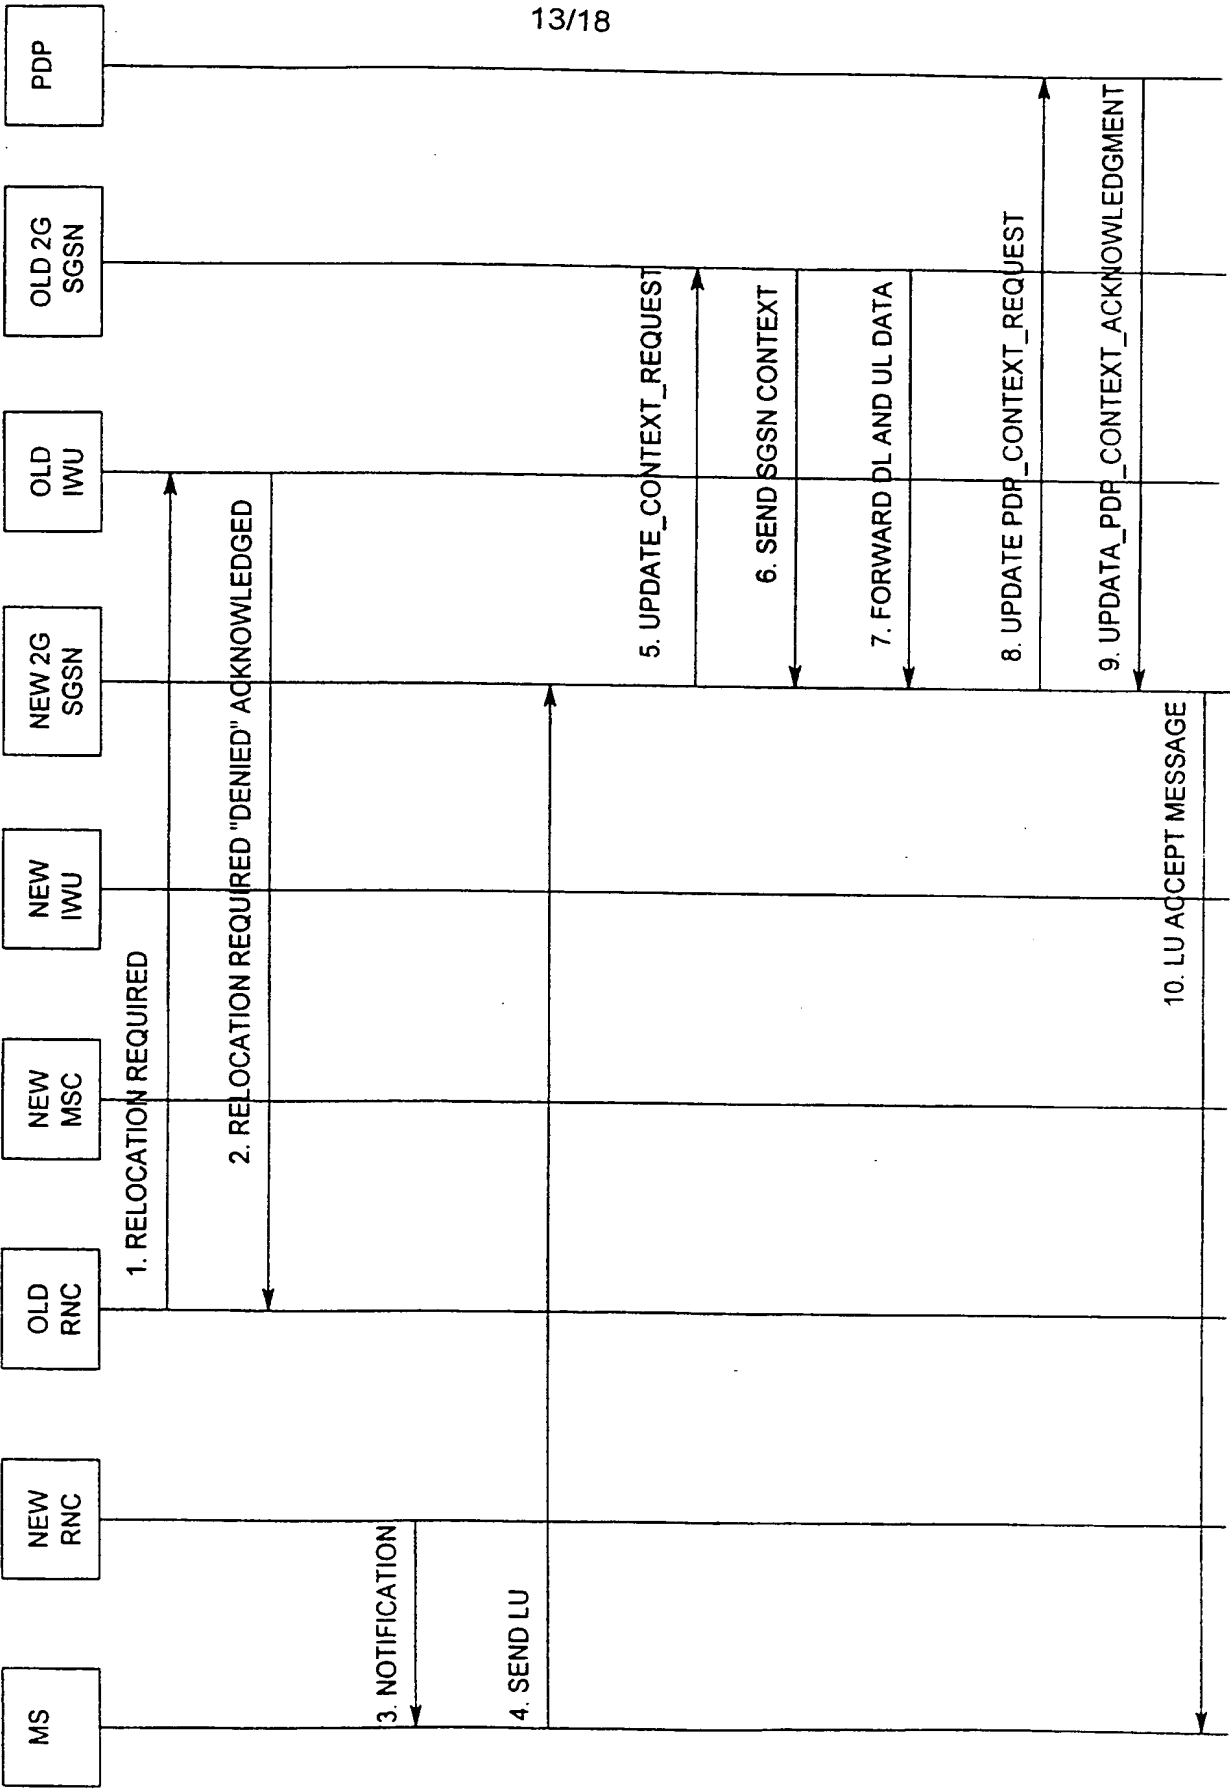 13/18
MS
NEW
RNC
OLD
RNC
NEW
MSC
NEW
IWU
NEW 2G
SGSN
OLD
IWU
OLD 2G
SGSN
PDP
1. RELOCATION REQUIRED
2. RELOCATION REQUIRED "DENIED" ACKNOWLEDGED
3. NOTIFICATION
4. SEND LU
5. UPDATE_CONTEXT_REQUEST
6. SEND SGSN CONTEXT
7. FORWARD DL AND UL DATA
8. UPDATE PDP_CONTEXT_REQUEST
9. UPDATA_PDP_CONTEXT_ACKNOWLEDGMENT
10. LU ACCEPT MESSAGE